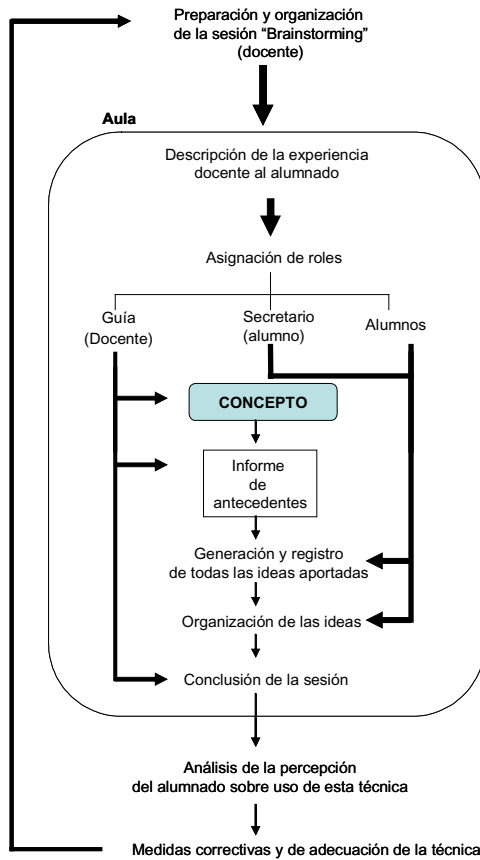 Preparación y organización
de la sesión “Brainstorming”
(docente)
Aula
Descripción de la experiencia
docente al alumnado
Asignación de roles
Guía
(Docente)
Secretario
(alumno)
Alumnos
CONCEPTO
Informe
de
antecedentes
Generación y registro
de todas las ideas aportadas
Organización de las ideas
Conclusión de la sesión
Análisis de la percepción
del alumnado sobre uso de esta técnica
Medidas correctivas y de adecuación de la técnica